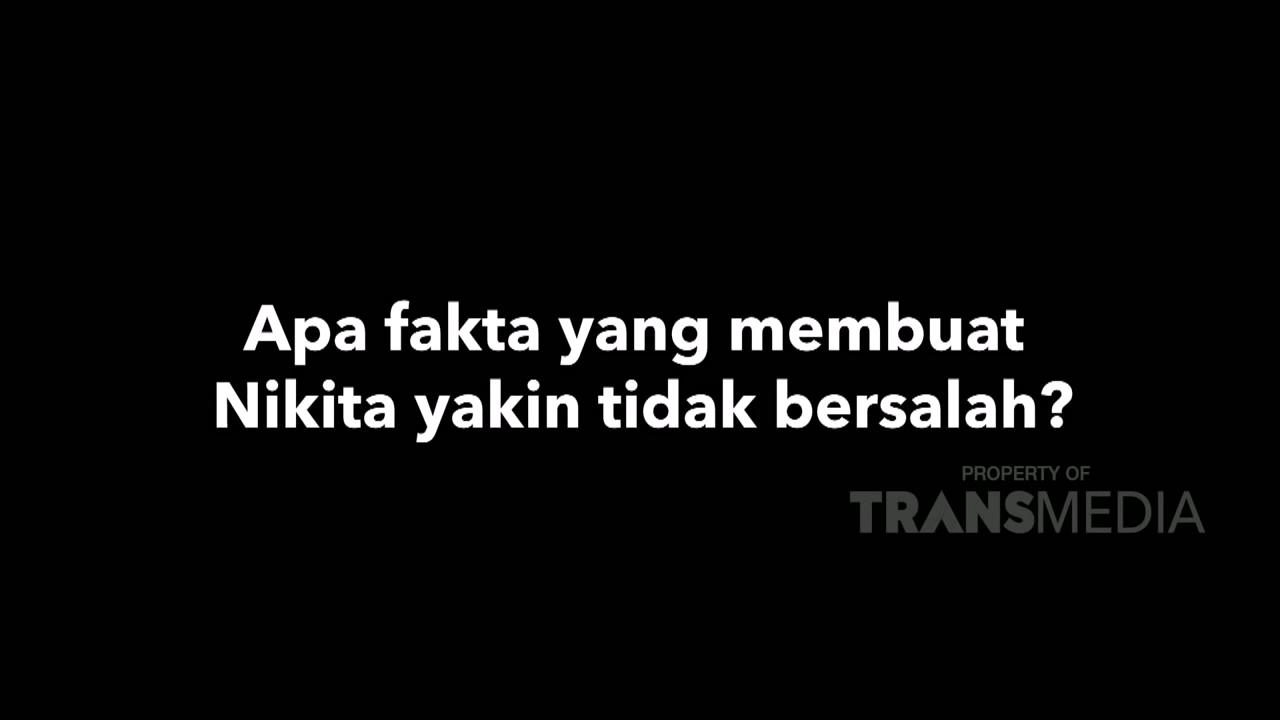 Apa fakta yang membuat
Nikita yakin tidak bersalah?
PROPERTY OF
TRANSMEDIA